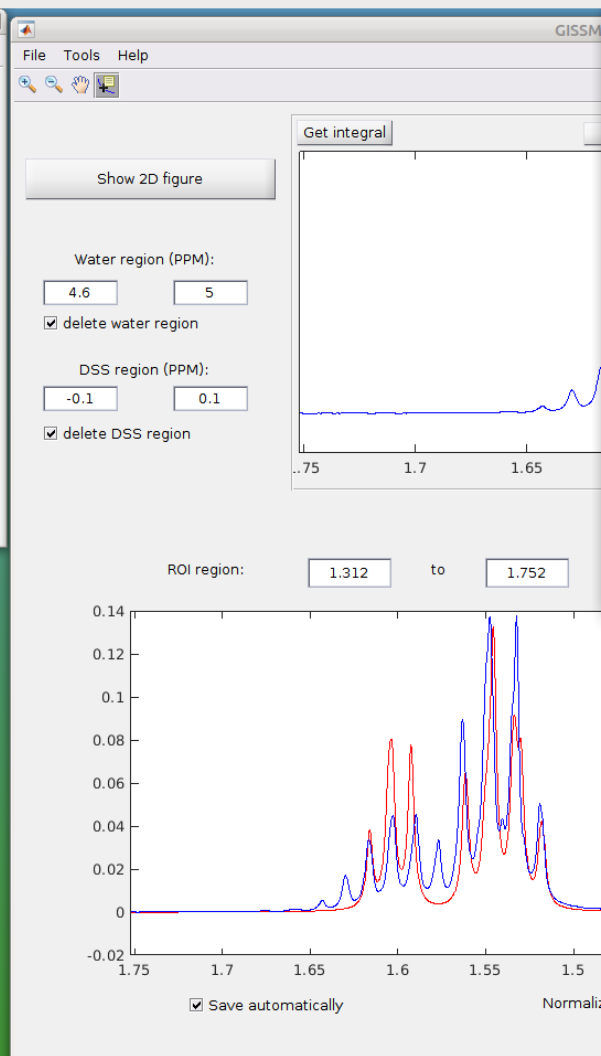 GISSM
File Tools Help
Get integral
Show 2D figure
Water region (PPM):
4.6 5
delete water region
DSS region (PPM):
-0.1 0.1
delete DSS region
..75 1.7 1.65
ROI region: 1.312 to 1.752
0.14
0.12
0.1
0.08
0.06
0.04
0.02
0
-0.02
1.75 1.7 1.65 1.6 1.55 1.5
Save automatically Normaliz